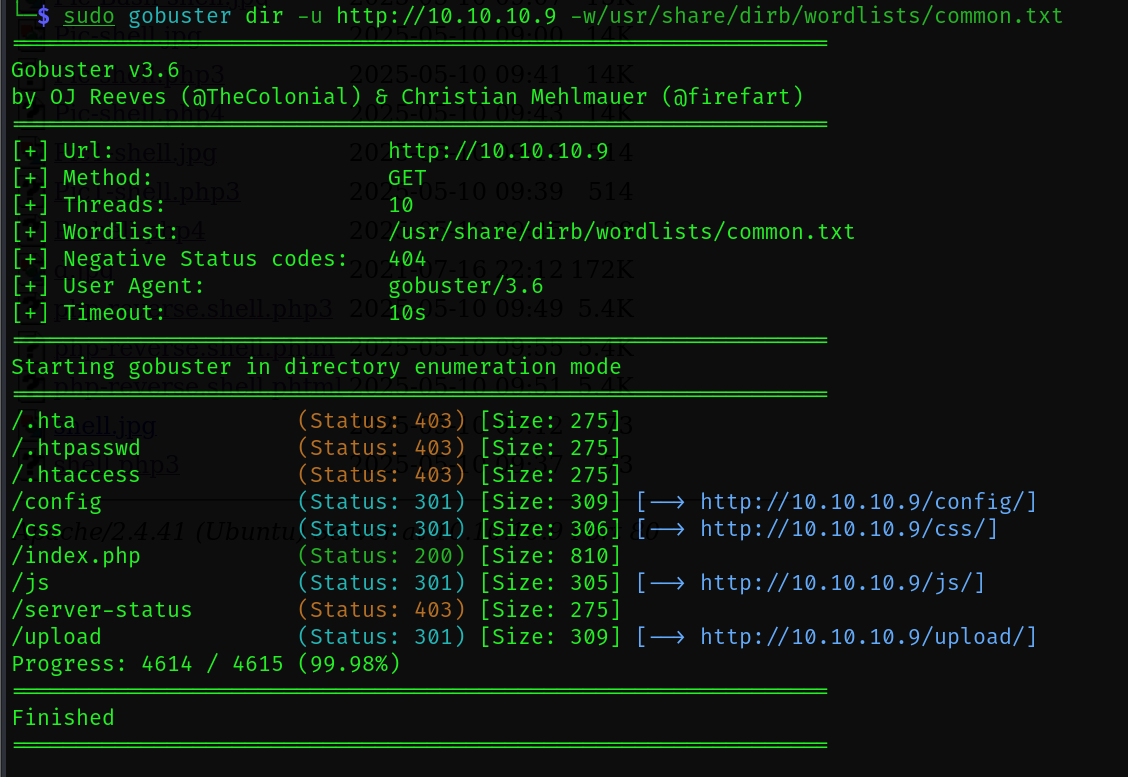 └─$ sudo gobuster dir -u http://10.10.10.9 -w/usr/share/dirb/wordlists/common.txt
===============================================================
Gobuster v3.6
by OJ Reeves (@TheColonial) & Christian Mehlmauer (@firefart)
===============================================================
[+] Url:                     http://10.10.10.9
[+] Method:                  GET
[+] Threads:                 10
[+] Wordlist:                /usr/share/dirb/wordlists/common.txt
[+] Negative Status codes:   404
[+] User Agent:              gobuster/3.6
[+] Timeout:                 10s
===============================================================
Starting gobuster in directory enumeration mode
===============================================================
/.hta                 (Status: 403) [Size: 275]
/.htpasswd            (Status: 403) [Size: 275]
/.htaccess            (Status: 403) [Size: 275]
/config               (Status: 301) [Size: 309] [--> http://10.10.10.9/config/]
/css                  (Status: 301) [Size: 306] [--> http://10.10.10.9/css/]
/index.php            (Status: 200) [Size: 810]
/js                   (Status: 301) [Size: 305] [--> http://10.10.10.9/js/]
/server-status        (Status: 403) [Size: 275]
/upload               (Status: 301) [Size: 309] [--> http://10.10.10.9/upload/]
Progress: 4614 / 4615 (99.98%)
===============================================================
Finished
===============================================================